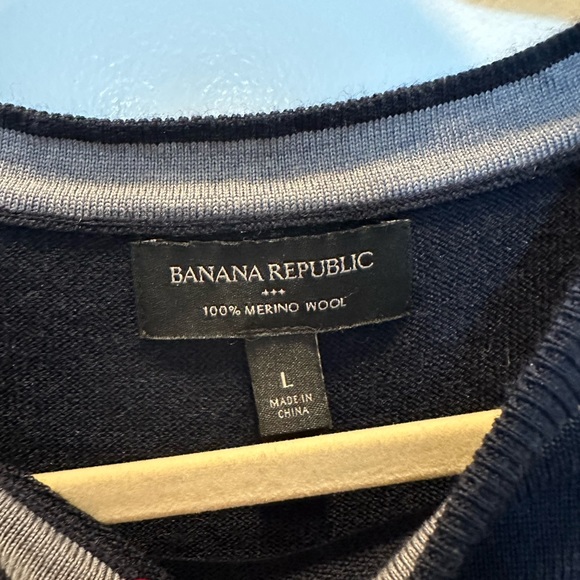 BANANA REPUBLIC
+++
100% MERINO WOOL
L
MADE IN
CHINA